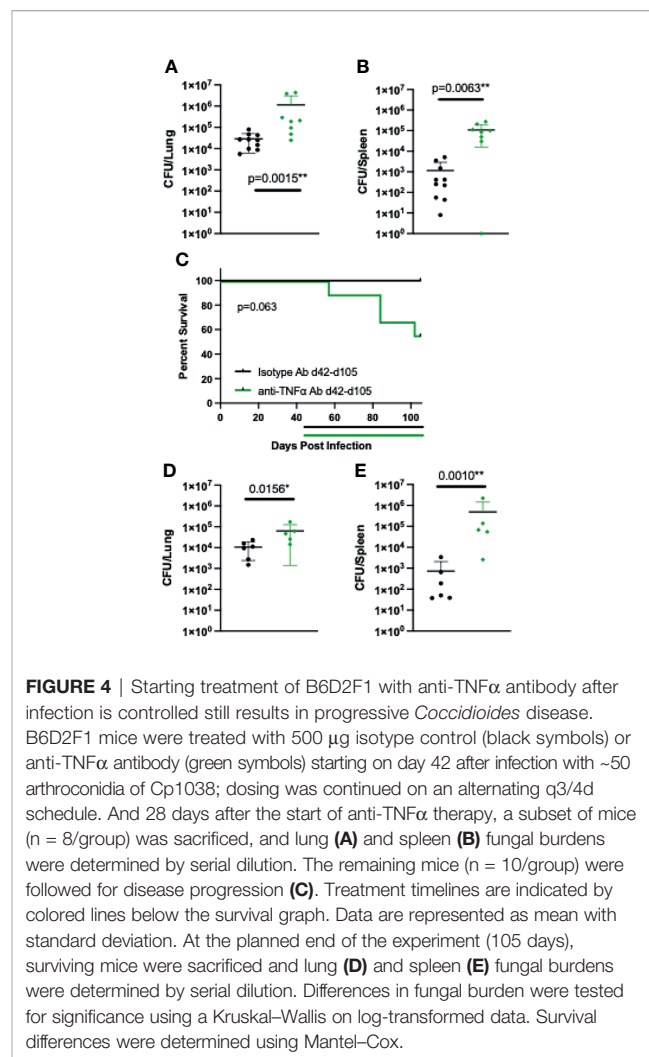 A
CFU/Lung
1×10⁷
1×10⁶
1×10⁵
1×10⁴
1×10³
1×10²
1×10¹
1×10⁰
p=0.0015**
B
CFU/Spleen
1×10⁷
1×10⁶
1×10⁵
1×10⁴
1×10³
1×10²
1×10¹
1×10⁰
p=0.0063**
C
Percent Survival
100
80
60
40
20
0
p=0.063
Isotype Ab d42-d105
anti-TNFα Ab d42-d105
0 20 40 60 80 100
Days Post Infection
D
CFU/Lung
1×10⁷
1×10⁶
1×10⁵
1×10⁴
1×10³
1×10²
1×10¹
1×10⁰
0.0156*
E
CFU/Spleen
1×10⁷
1×10⁶
1×10⁵
1×10⁴
1×10³
1×10²
1×10¹
1×10⁰
0.0010**
FIGURE 4 | Starting treatment of B6D2F1 with anti-TNFα antibody after
infection is controlled still results in progressive Coccidioides disease.
B6D2F1 mice were treated with 500 μg isotype control (black symbols) or
anti-TNFα antibody (green symbols) starting on day 42 after infection with ~50
arthroconidia of Cp1038; dosing was continued on an alternating q3/4d
schedule. And 28 days after the start of anti-TNFα therapy, a subset of mice
(n = 8/group) was sacrificed, and lung (A) and spleen (B) fungal burdens
were determined by serial dilution. The remaining mice (n = 10/group) were
followed for disease progression (C). Treatment timelines are indicated by
colored lines below the survival graph. Data are represented as mean with
standard deviation. At the planned end of the experiment (105 days),
surviving mice were sacrificed and lung (D) and spleen (E) fungal burdens
were determined by serial dilution. Differences in fungal burden were tested
for significance using a Kruskal–Wallis on log-transformed data. Survival
differences were determined using Mantel–Cox.